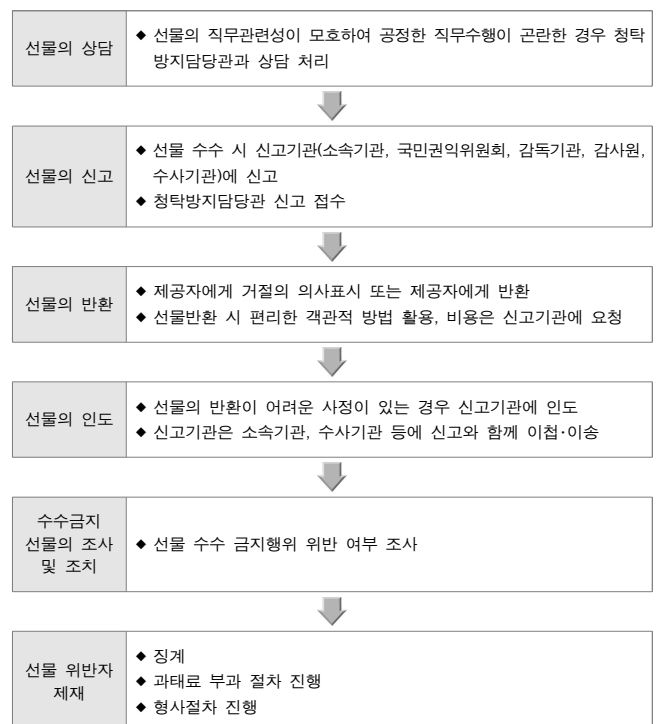 선물의 상담
◆ 선물의 직무관련성이 모호하여 공정한 직무수행이 곤란한 경우 청탁
방지담당관과 상담 처리
선물의 신고
◆ 선물 수수 시 신고기관(소속기관, 국민권익위원회, 감독기관, 감사원,
수사기관)에 신고
◆ 청탁방지담당관 신고 접수
선물의 반환
◆ 제공자에게 거절의 의사표시 또는 제공자에게 반환
◆ 선물반환 시 편리한 객관적 방법 활용, 비용은 신고기관에 요청
선물의 인도
◆ 선물의 반환이 어려운 사정이 있는 경우 신고기관에 인도
◆ 신고기관은 소속기관, 수사기관 등에 신고와 함께 이첩·이송
수수금지
선물의 조사
및 조치
◆ 선물 수수 금지행위 위반 여부 조사
선물 위반자
제재
◆ 징계
◆ 과태료 부과 절차 진행
◆ 형사절차 진행